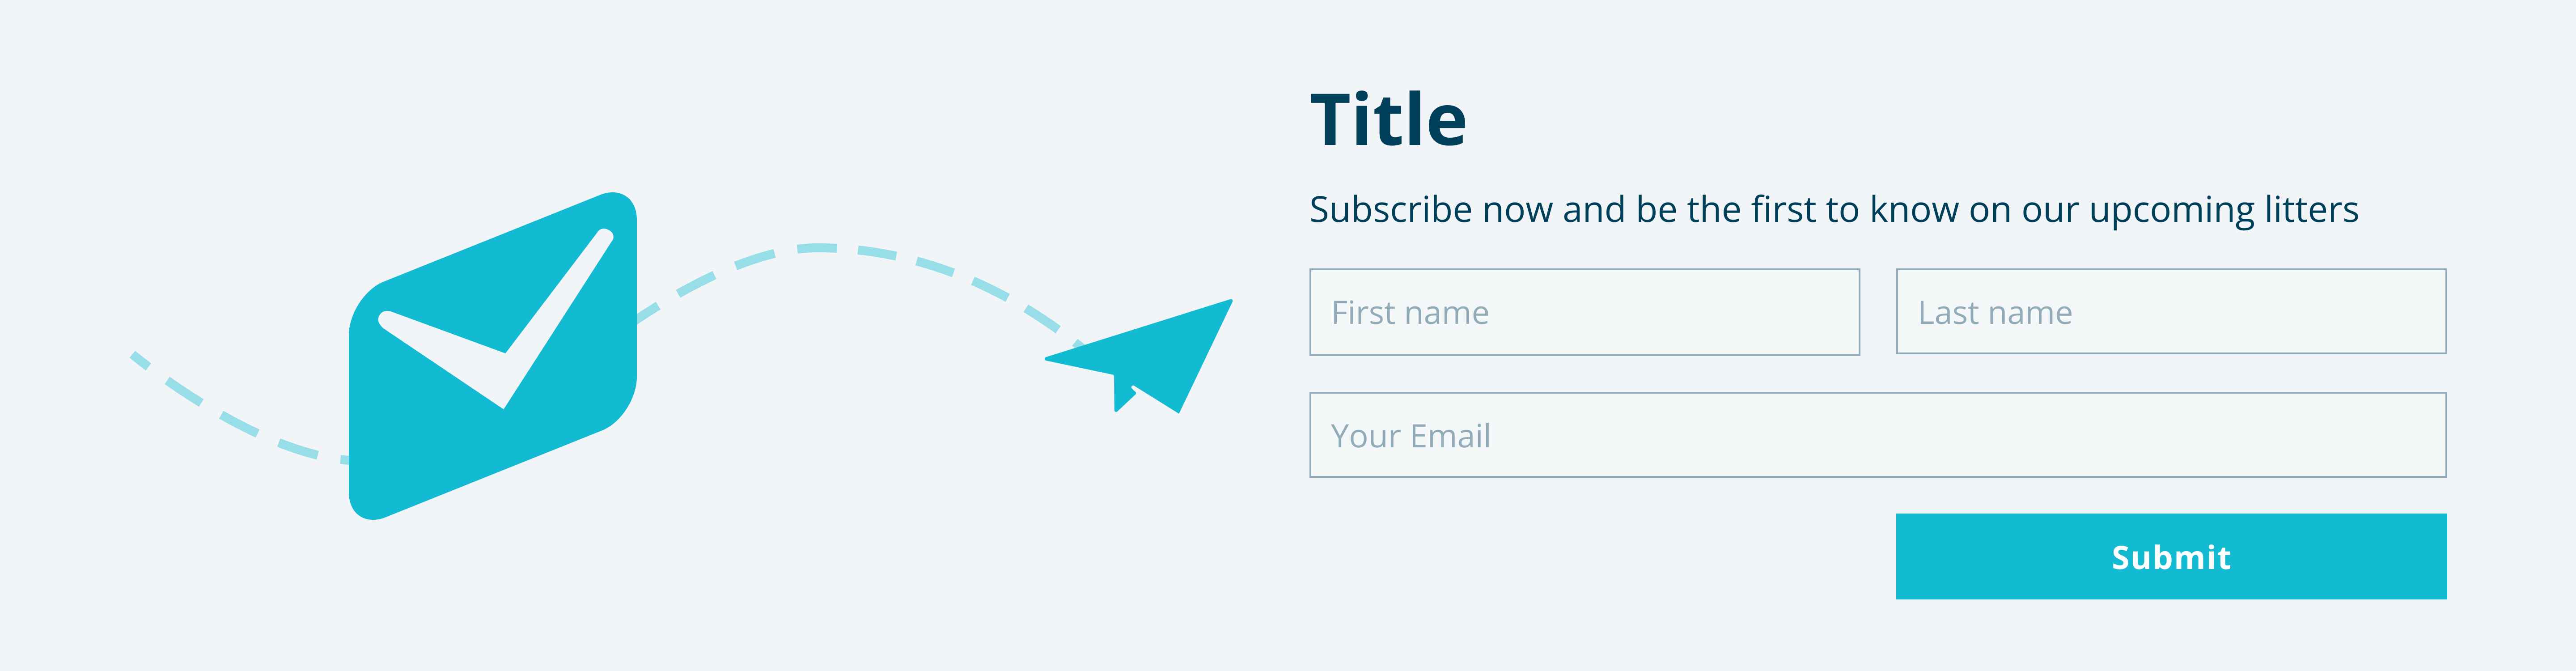 Title
Subscribe now and be the first to know on our upcoming litters
First name
Last name
Your Email
Submit